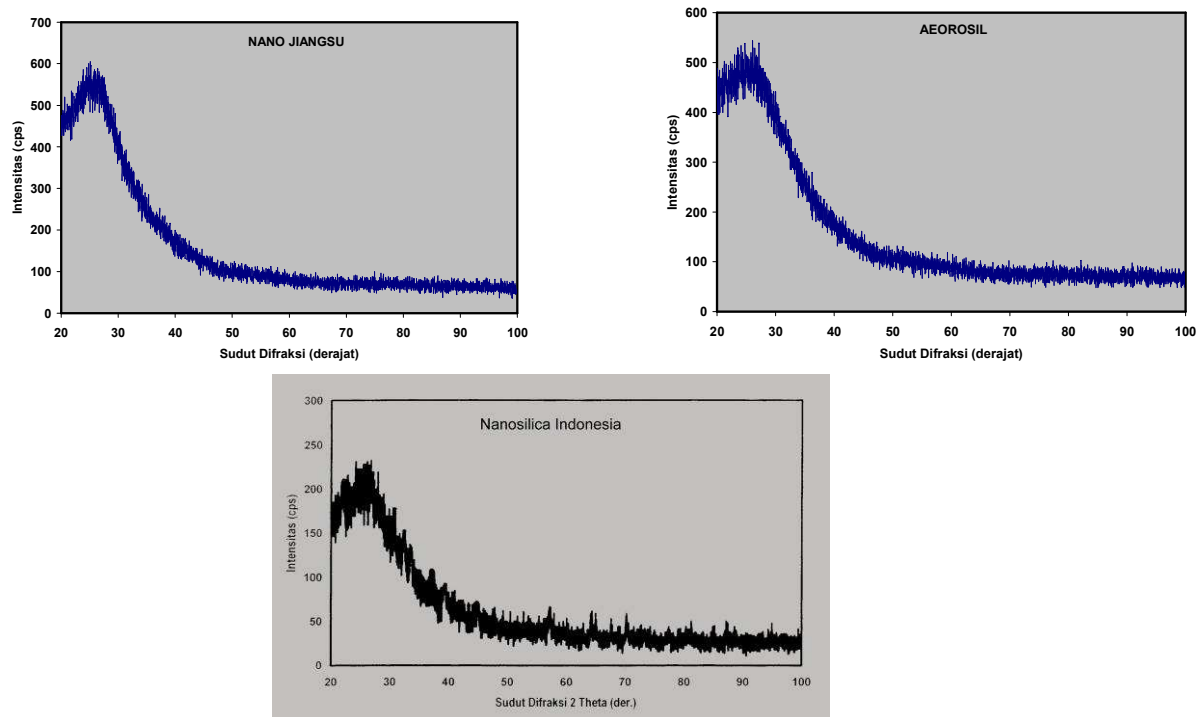 NANO JIANGSU
Intensitas (cps)
700
600
500
400
300
200
100
0
20 30 40 50 60 70 80 90 100
Sudut Difraksi (derajat)
AEOROSIL
Intensitas (cps)
600
500
400
300
200
100
0
20 30 40 50 60 70 80 90 100
Sudut Difraksi (derajat)
Nanosilica Indonesia
Intensitas (cps)
300
250
200
150
100
50
0
20 30 40 50 60 70 80 90 100
Sudut Difraksi 2 Theta (der.)